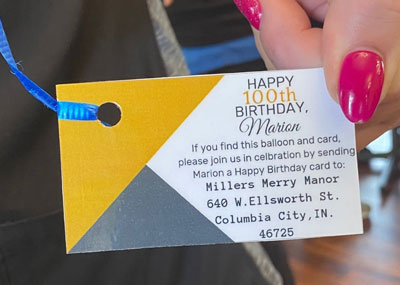 HAPPY
100th
BIRTHDAY,
Marion
If you find this balloon and card,
please join us in celbration by sending
Marion a Happy Birthday card to:
Millers Merry Manor
640 W.Ellsworth St.
Columbia City,IN.
46725